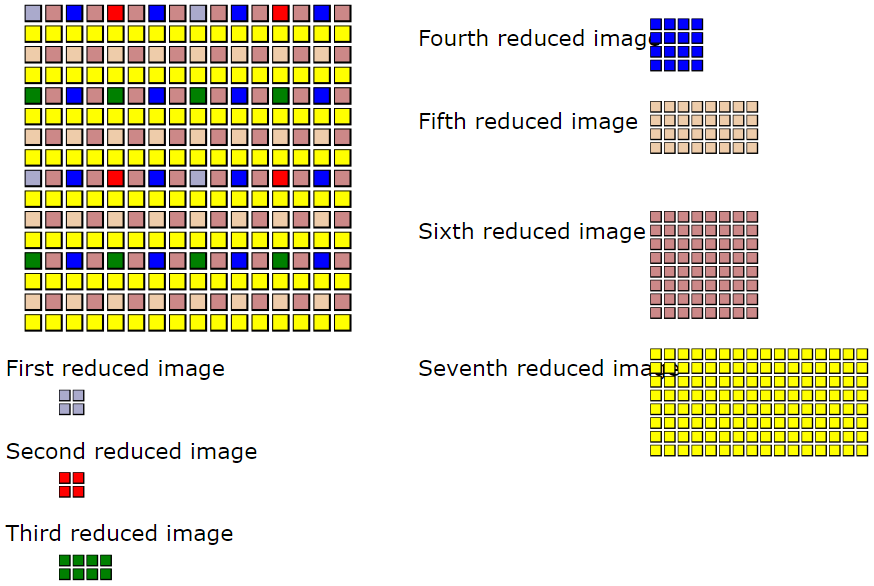 First reduced image
Second reduced image
Third reduced image
Fourth reduced image
Fifth reduced image
Sixth reduced image
Seventh reduced image